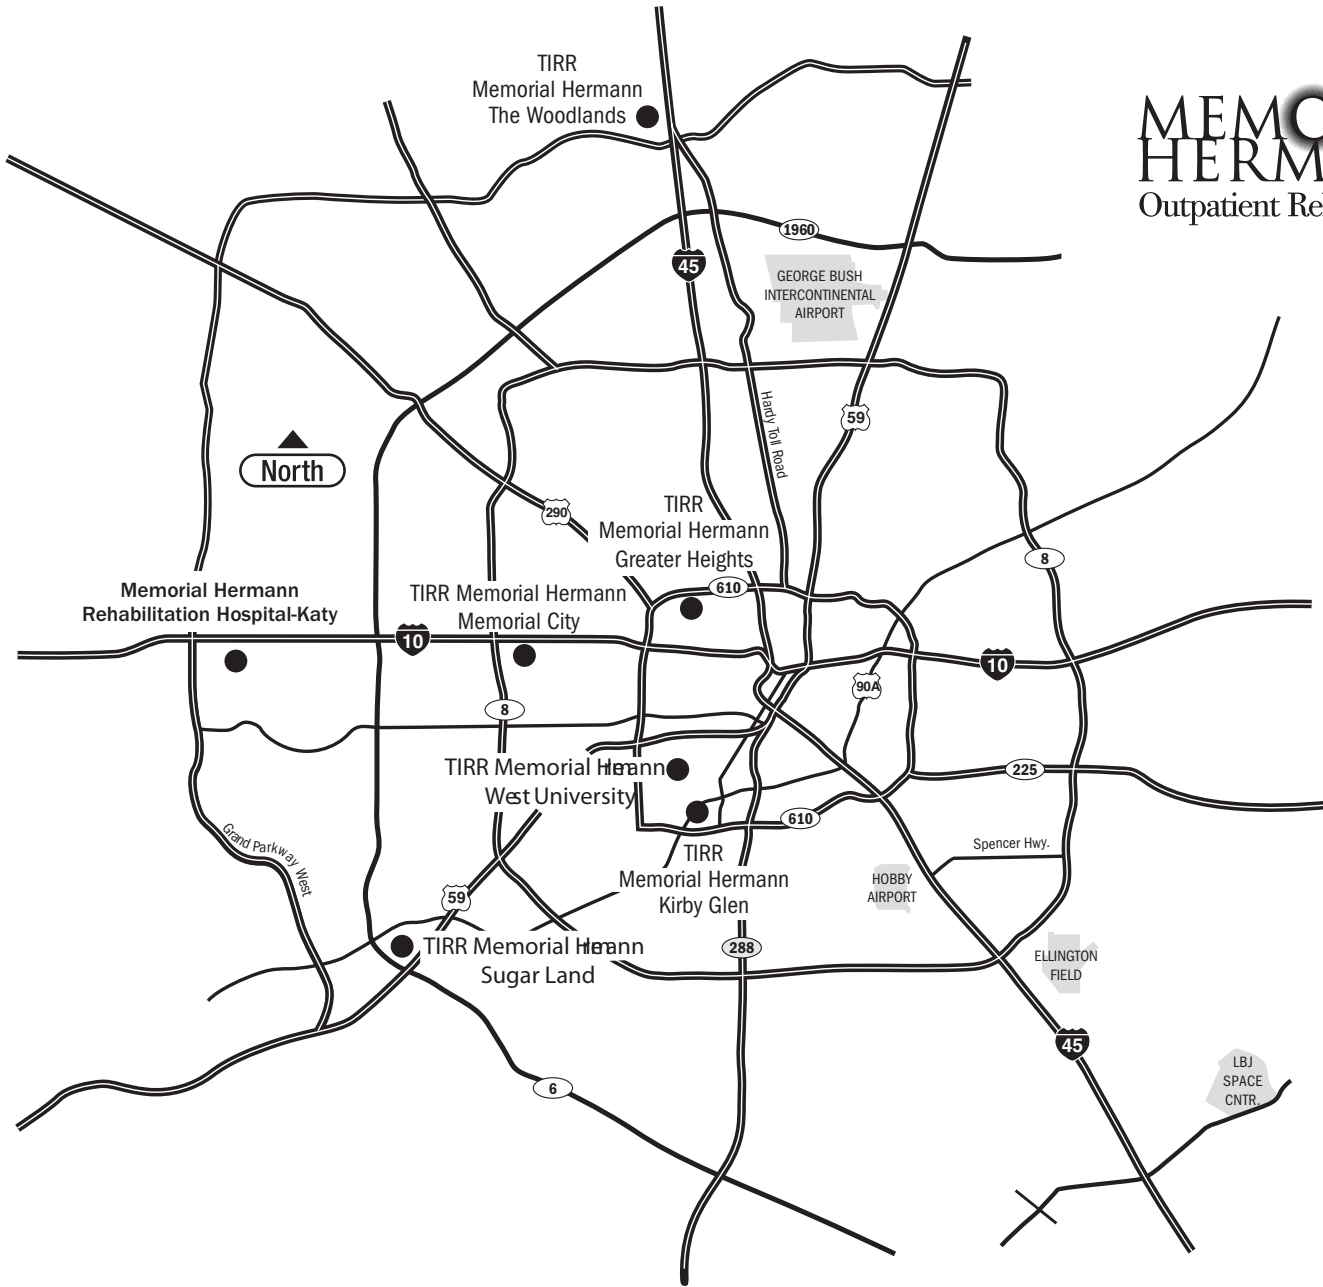 TIRR
Memorial Hermann
The Woodlands
MEMO
HERM
Outpatient
1960
45
GEORGE BUSH
INTERCONTINENTAL
AIRPORT
Hardy Toll Road
59
North
290
TIRR
Memorial Hermann
Greater Heights
8
610
Memorial Hermann
Rehabilitation Hospital-Katy
TIRR Memorial Hermann
Memorial City
10
10
90A
8
TIRR Memorial Hermann
West University
225
610
Grand Parkway West
Spencer Hwy.
TIRR
Memorial Hermann
Kirby Glen
HOBBY
AIRPORT
59
TIRR Memorial Hermann
Sugar Land
288
ELLINGTON
FIELD
45
LBJ
SPACE
CNTR.
6